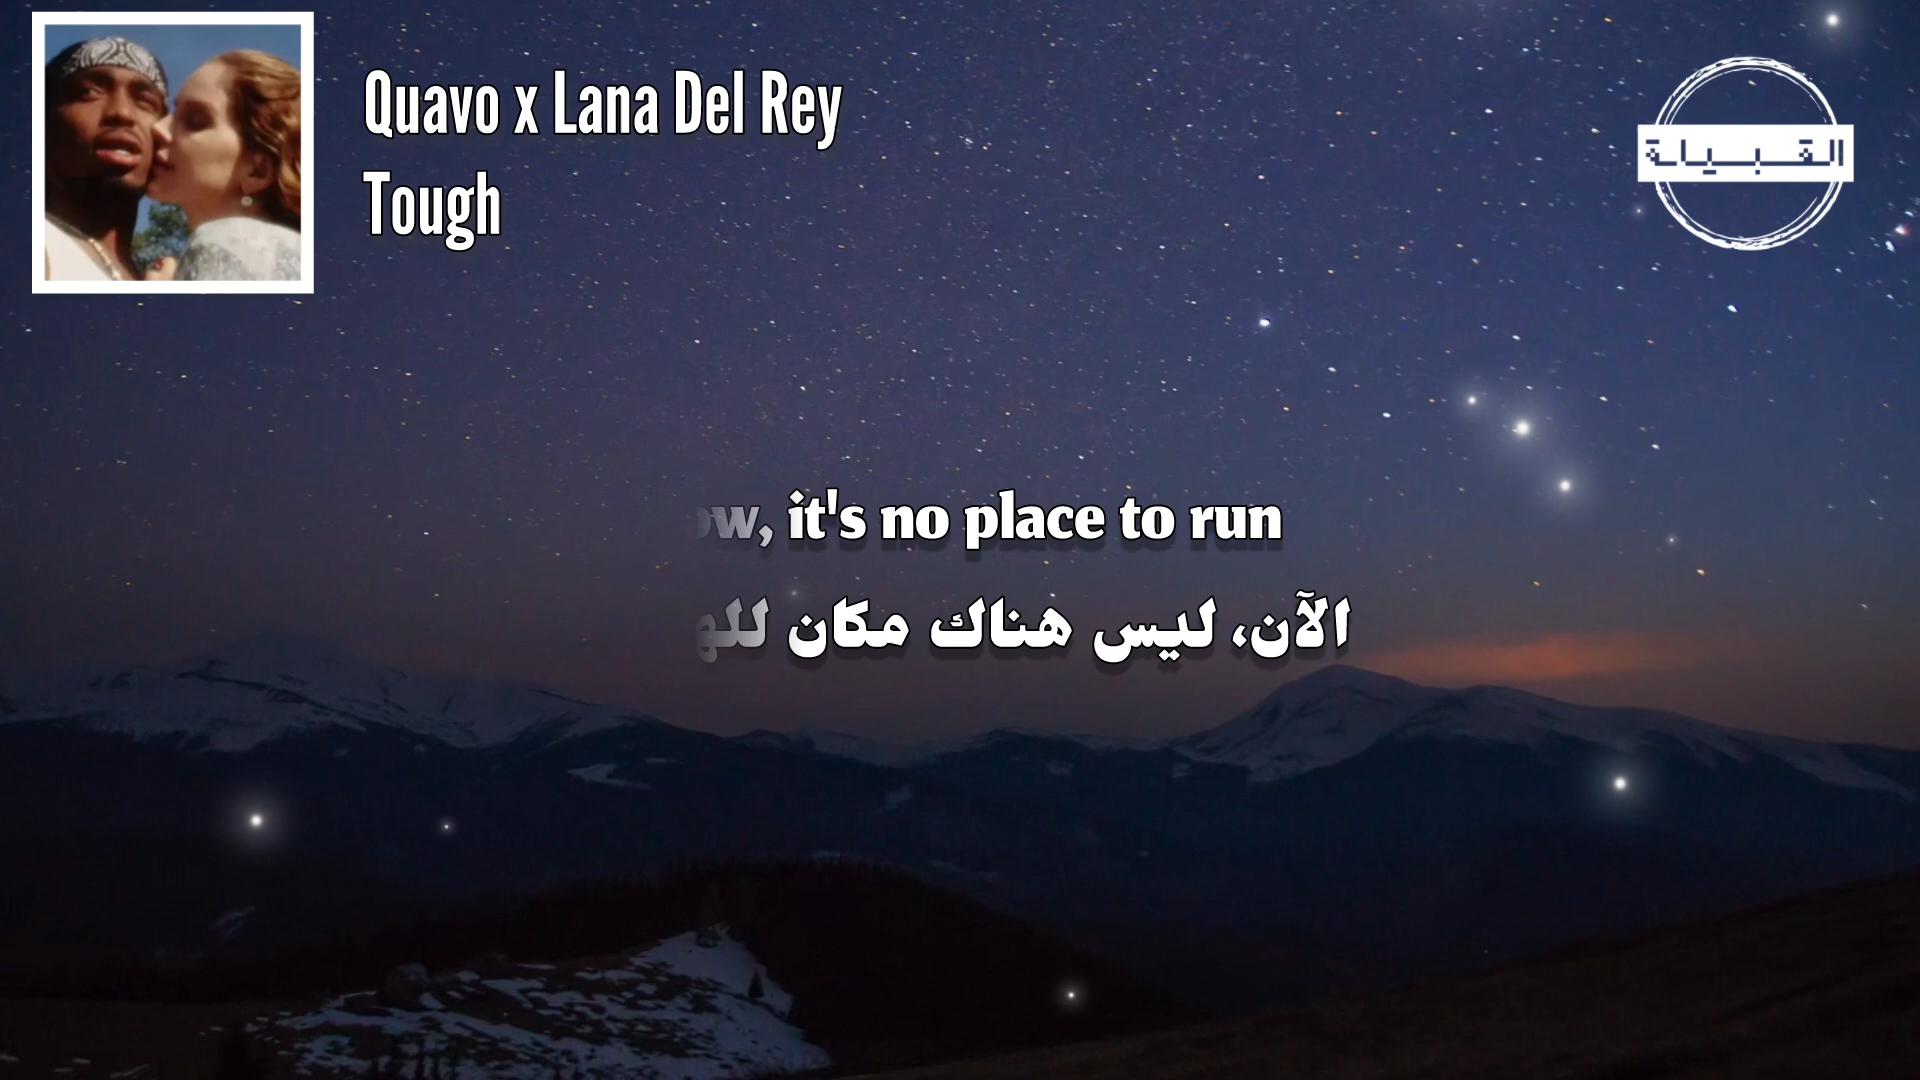 Quavo x Lana Del Rey
Tough
القبيلة
it's no place to run
الآن، ليس هناك مكان